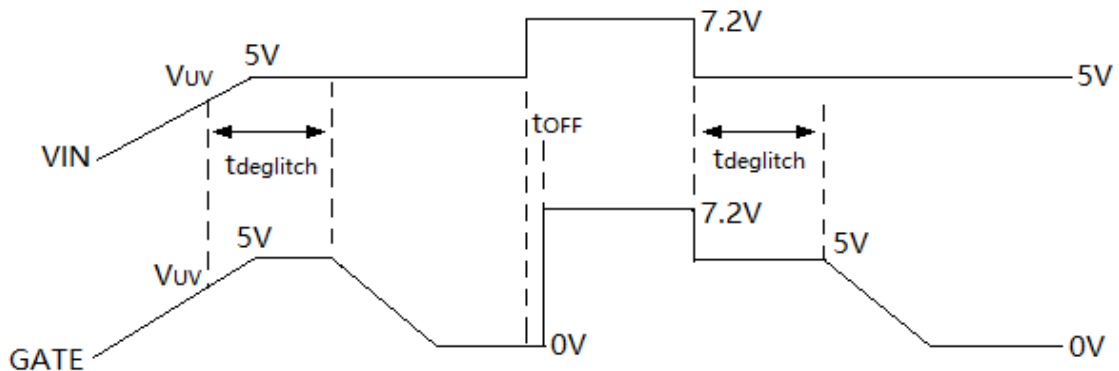 7.2V
5V
5V
VUV
tOFF
VIN
tdeglitch
tdeglitch
7.2V
5V
5V
VUV
GATE
0V
0V